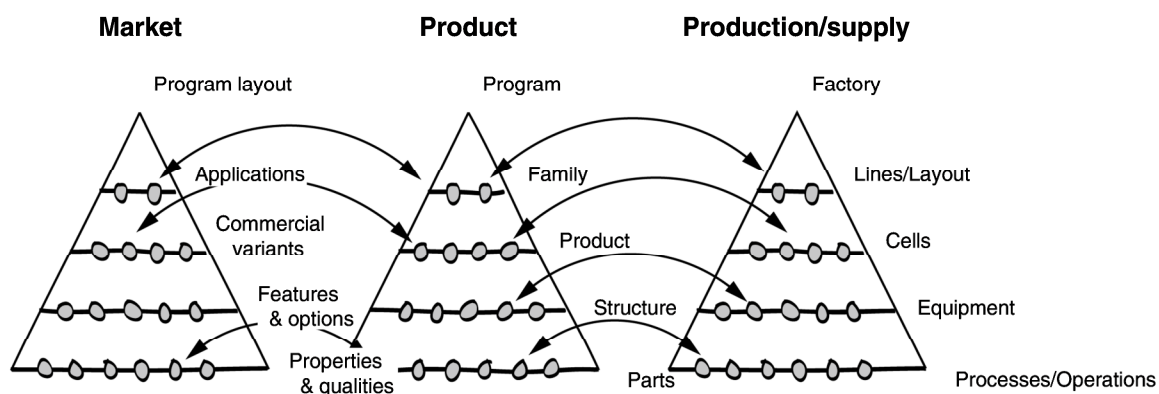 Market
Product
Production/supply
Program layout
Program
Factory
Applications
Family
Lines/Layout
Commercial
variants
Product
Cells
Features
& options
Structure
Equipment
Properties
& qualities
Parts
Processes/Operations